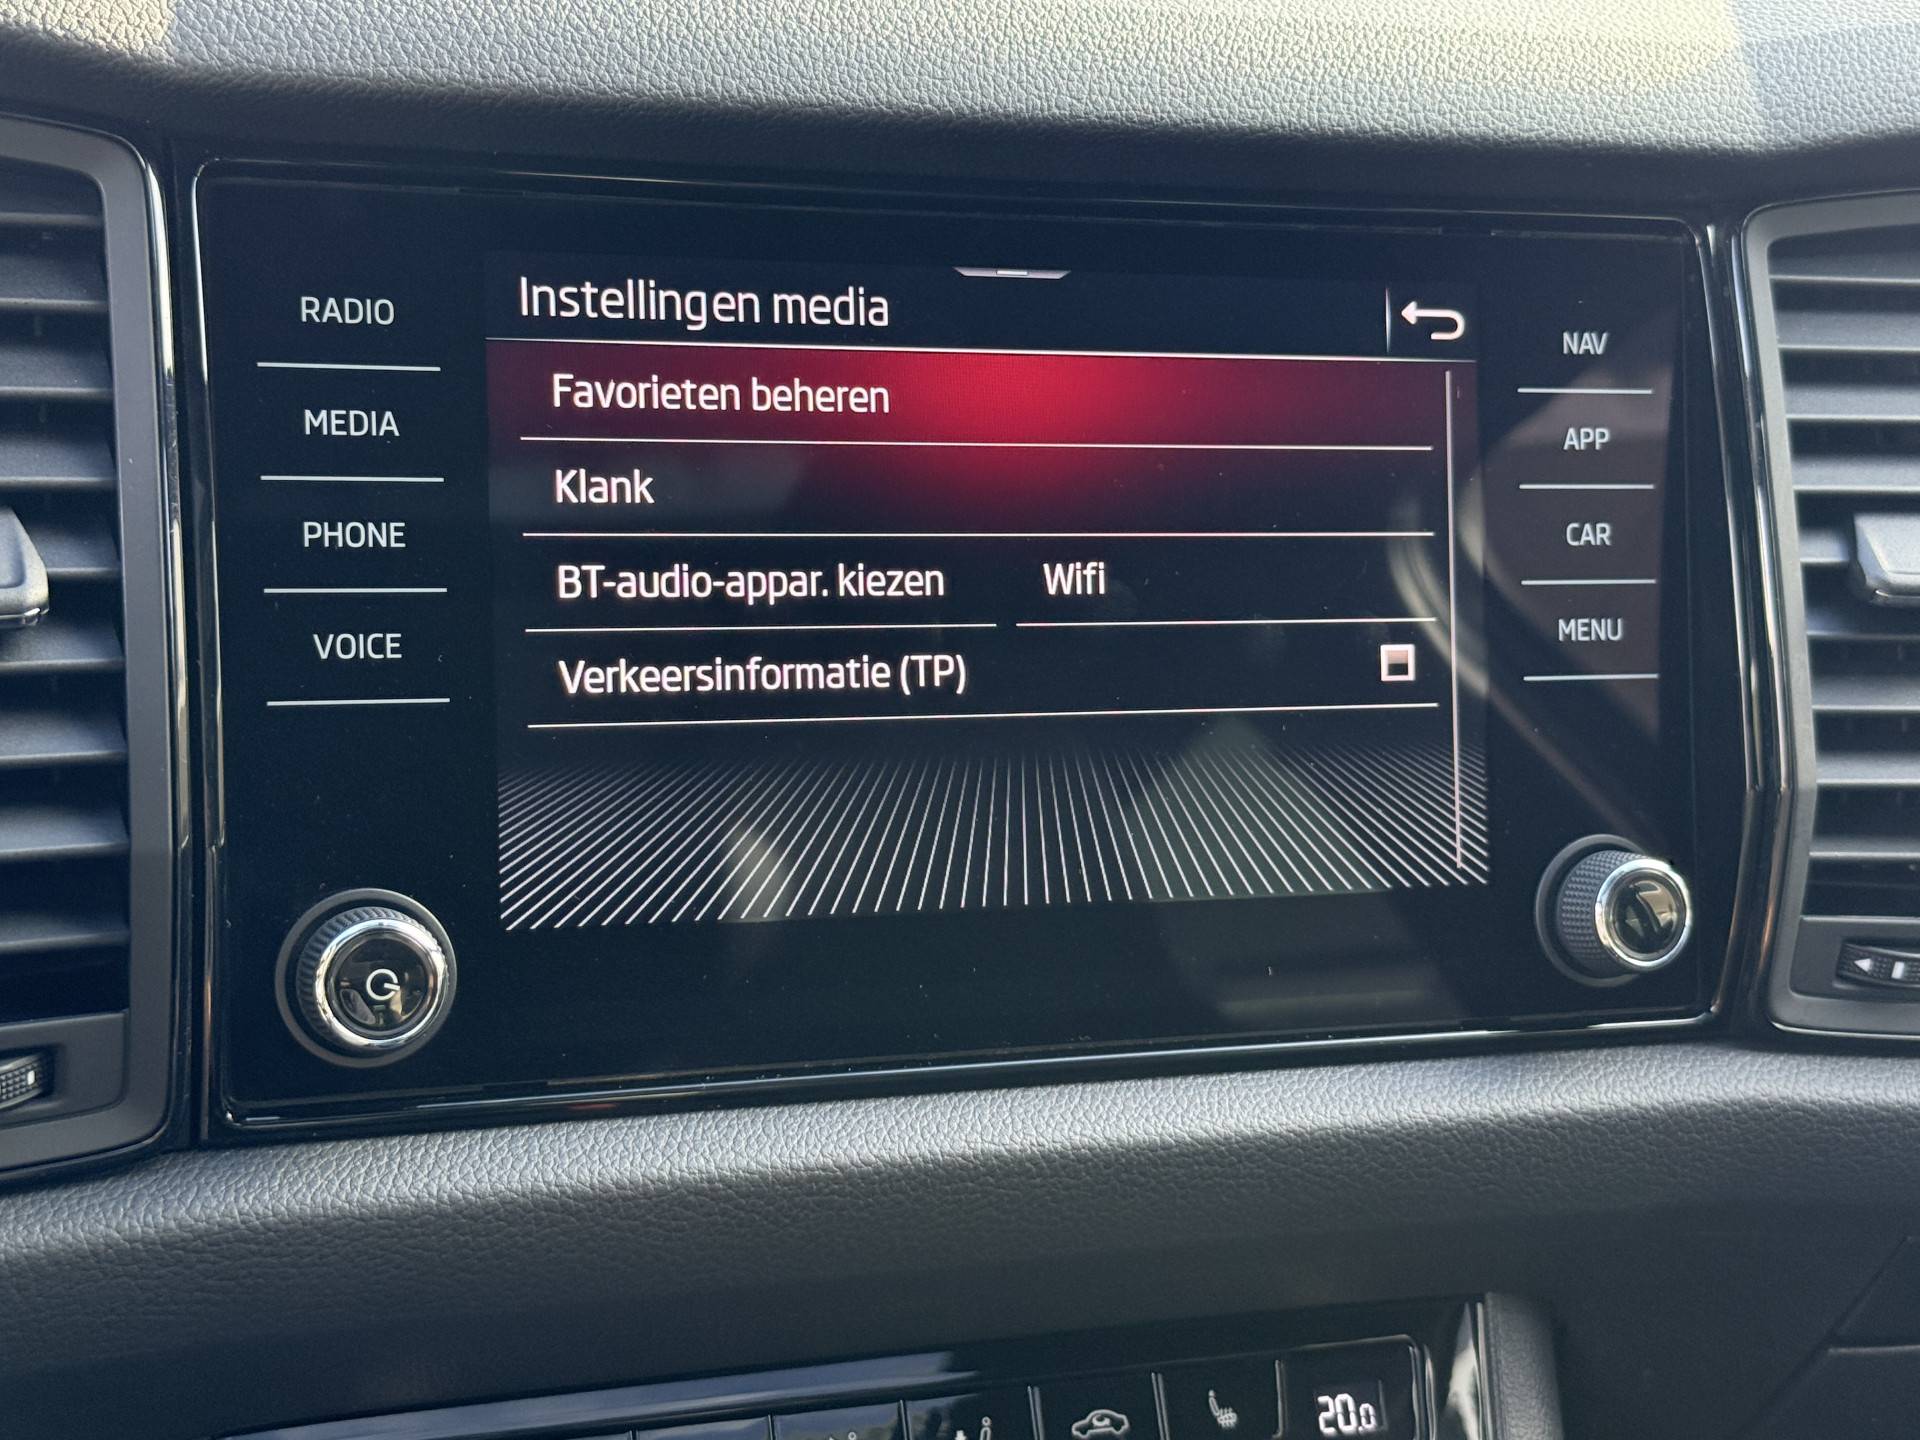 Instellingen media
Favorieten beheren
Klank
BT-audio-appar. kiezen
Wifi
Verkeersinformatie (TP)
RADIO
MEDIA
PHONE
VOICE
NAV
APP
CAR
MENU
20.0